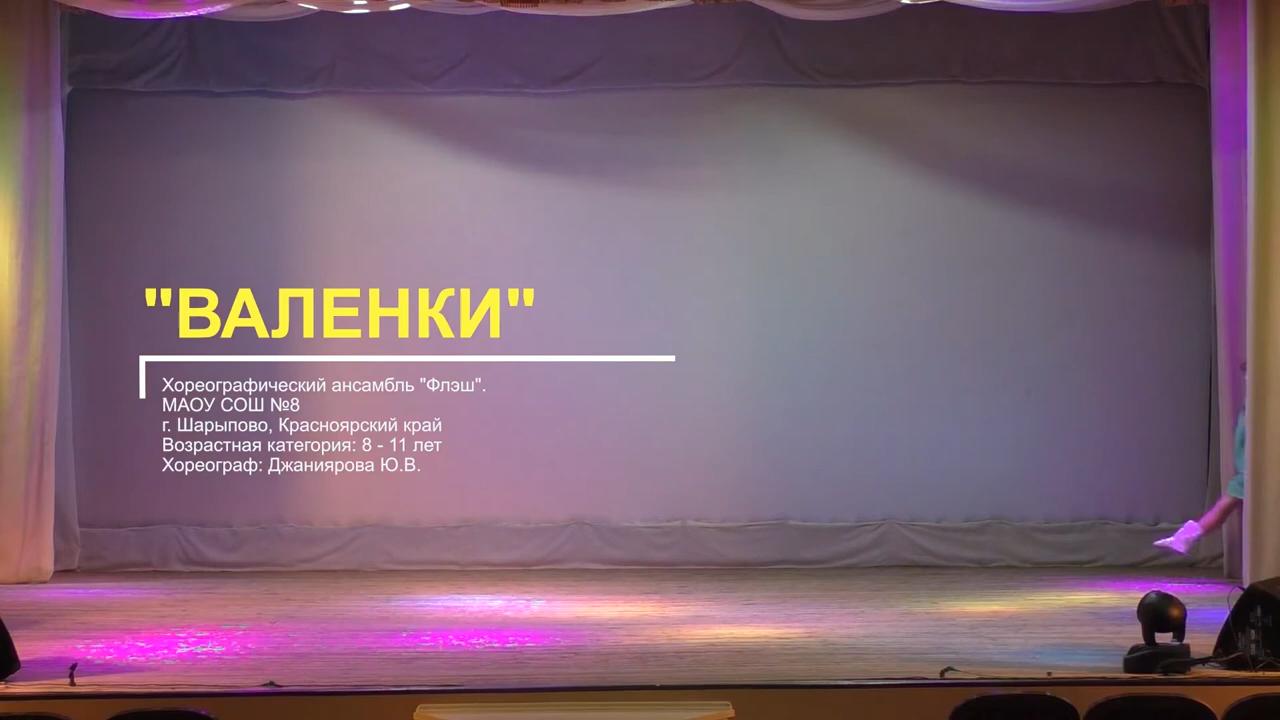 "ВАЛЕНКИ"
Хореографический ансамбль "Флэш".
МАОУ СОШ №8
г. Шарыпово, Красноярский край
Возрастная категория: 8 - 11 лет
Хореограф: Джаниярова Ю.В.